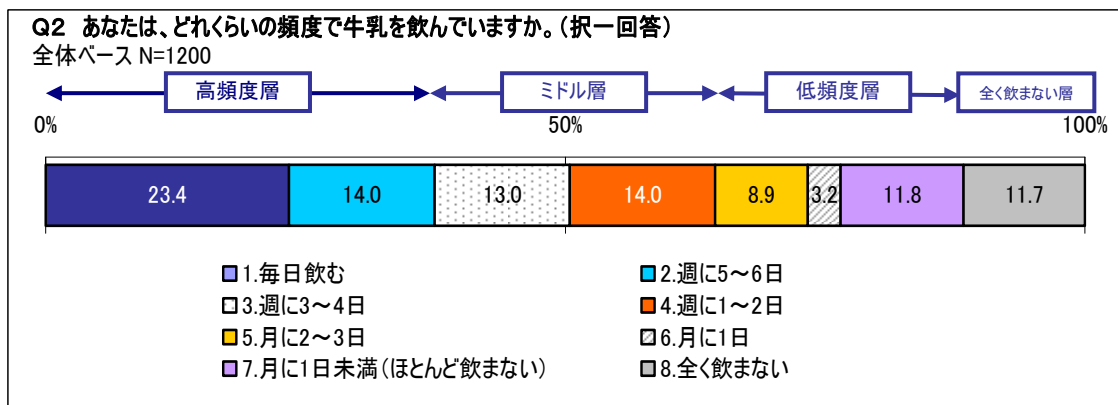 Q2 あなたは、どれくらいの頻度で牛乳を飲んでいますか。(択一回答)
全体ベース N=1200
高頻度層 ミドル層 低頻度層 全く飲まない層
0% 50% 100%
23.4 14.0 13.0 14.0 8.9 3.2 11.8 11.7
1.毎日飲む 2.週に5～6日
3.週に3～4日 4.週に1～2日
5.月に2～3日 6.月に1日
7.月に1日未満(ほとんど飲まない) 8.全く飲まない